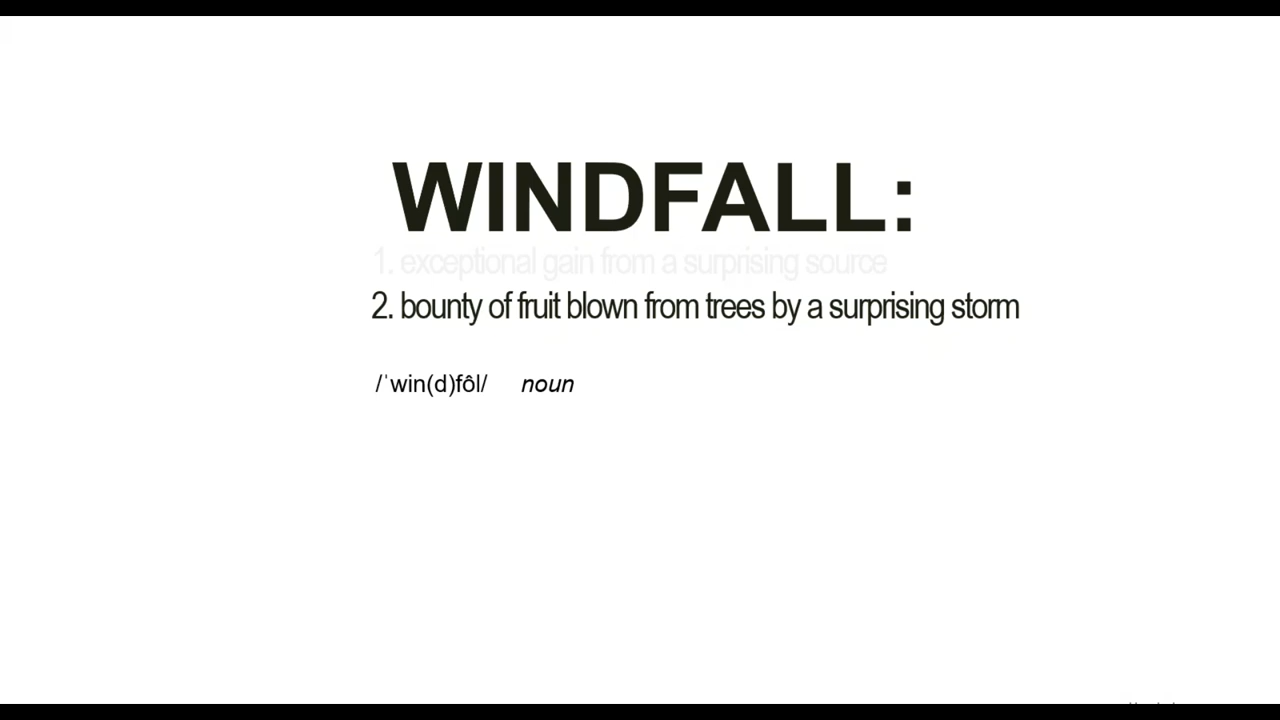 WINDFALL:
1. exceptional gain from a surprising source
2. bounty of fruit blown from trees by a surprising storm
/ˈwin(d)fôl/ noun